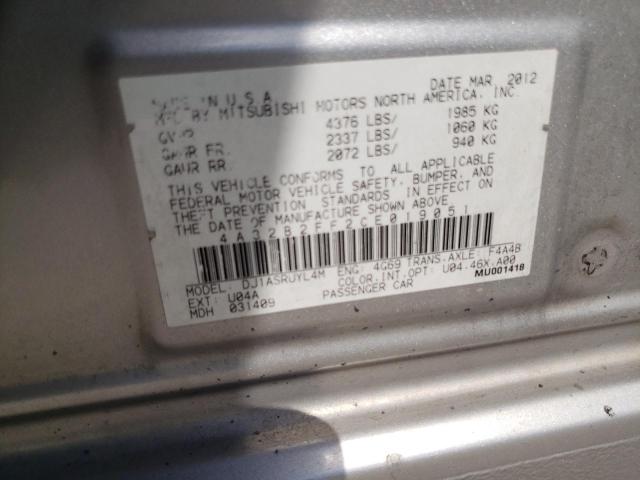 DATE MAR 2012
MADE IN U.S.A
MFD BY MITSUBISHI MOTORS NORTH AMERICA, INC.
GVWR 4376 LBS/ 1985 KG
GAWR FR. 2337 LBS/ 1060 KG
GAWR RR. 2072 LBS/ 940 KG
THIS VEHICLE CONFORMS TO ALL APPLICABLE
FEDERAL MOTOR VEHICLE SAFETY, BUMPER, AND
THEFT PREVENTION STANDARDS IN EFFECT ON
THE DATE OF MANUFACTURE SHOWN ABOVE
4A32B2FF2CE019051
MODEL: DJ1ASRUYL4M ENG: 4G69 TRANS.AXLE: F4A4B
EXT: U04A COLOR.INT.OPT: U04.46X.A00
MDH 031409 PASSENGER CAR MU001418